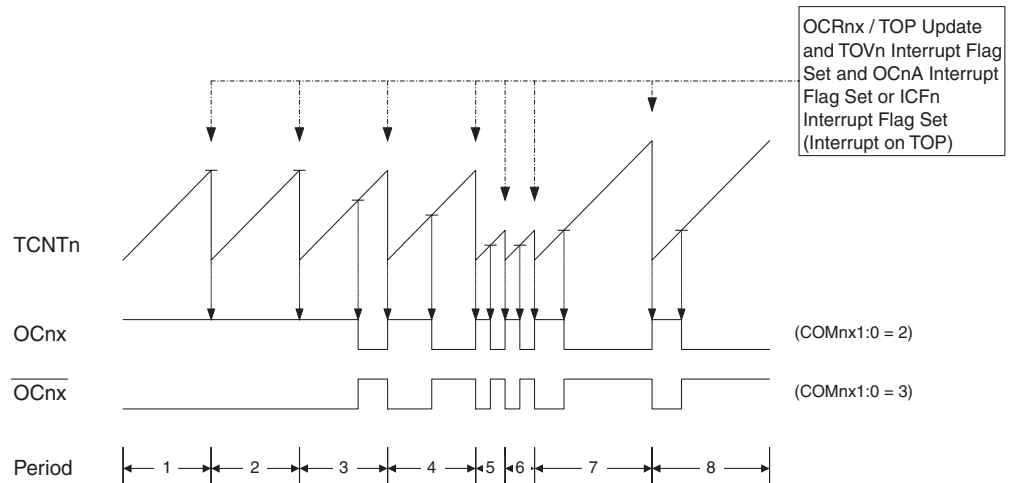 OCRnx / TOP Update
and TOVn Interrupt Flag
Set and OCnA Interrupt
Flag Set or ICFn
Interrupt Flag Set
(Interrupt on TOP)
TCNTn
OCnx (COMnx1:0 = 2)
OCnx (COMnx1:0 = 3)
Period 1 2 3 4 5 6 7 8